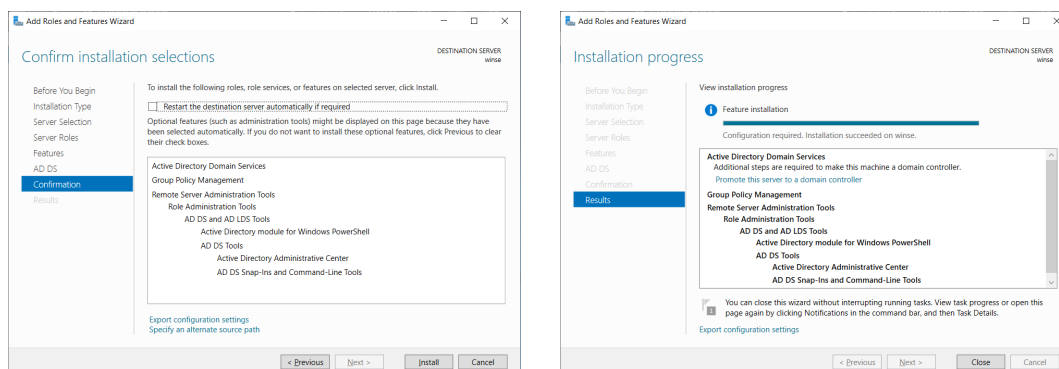 Add Roles and Features Wizard
Confirm installation selections
DESTINATION SERVER
winse
Before You Begin
Installation Type
Server Selection
Server Roles
Features
AD DS
Confirmation
Results
To install the following roles, role services, or features on selected server, click Install.
Restart the destination server automatically if required
Optional features (such as administration tools) might be displayed on this page because they have
been selected automatically. If you do not want to install these optional features, click Previous to clear
their check boxes.
Active Directory Domain Services
Group Policy Management
Remote Server Administration Tools
Role Administration Tools
AD DS and AD LDS Tools
Active Directory module for Windows PowerShell
AD DS Tools
Active Directory Administrative Center
AD DS Snap-Ins and Command-Line Tools
Export configuration settings
Specify an alternate source path
< Previous
Next >
Install
Cancel
Add Roles and Features Wizard
Installation progress
DESTINATION SERVER
winse
Before You Begin
Installation Type
Server Selection
Server Roles
Features
AD DS
Confirmation
Results
View installation progress
Feature installation
Configuration required. Installation succeeded on winse.
Active Directory Domain Services
Additional steps are required to make this machine a domain controller.
Promote this server to a domain controller
Group Policy Management
Remote Server Administration Tools
Role Administration Tools
AD DS and AD LDS Tools
Active Directory module for Windows PowerShell
AD DS Tools
Active Directory Administrative Center
AD DS Snap-Ins and Command-Line Tools
1
You can close this wizard without interrupting running tasks. View task progress or open this
page again by clicking Notifications in the command bar, and then Task Details.
Export configuration settings
< Previous
Next >
Close
Cancel